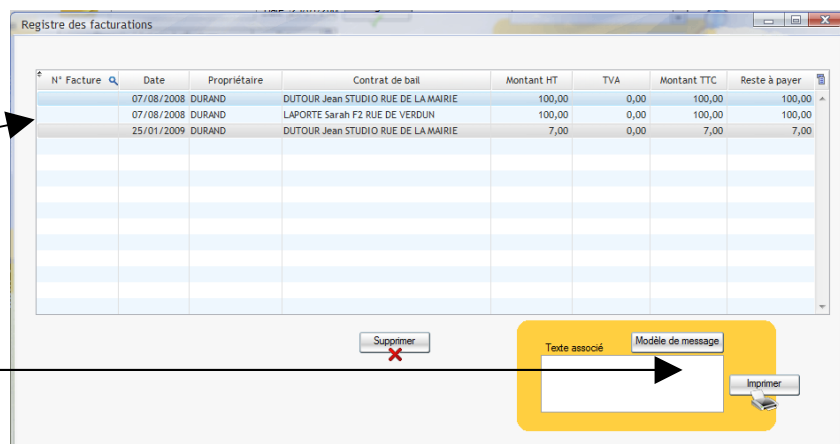 Registre des facturations
N° Facture Date Propriétaire Contrat de bail Montant HT TVA Montant TTC Reste à payer
07/08/2008 DURAND DUTOUR Jean STUDIO RUE DE LA MAIRIE 100,00 0,00 100,00 100,00
07/08/2008 DURAND LAPORTE Sarah F2 RUE DE VERDUN 100,00 0,00 100,00 100,00
25/01/2009 DURAND DUTOUR Jean STUDIO RUE DE LA MAIRIE 7,00 0,00 7,00 7,00
Supprimer
Texte associé Modèle de message
Imprimer